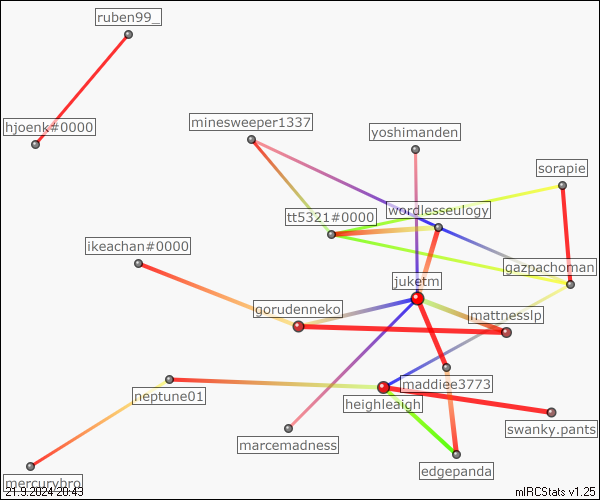 ruben99_
hjoenk#0000
minesweeper1337
yoshimanden
sorapie
wordlesseulogy
tt5321#0000
ikeachan#0000
gazpachoman
juketm
gorudenneko
mattnesslp
maddiee3773
neptune01
heighleaigh
swanky.pants
marcemadness
edgepanda
mercurybro
21.9.2024 20:43
mIRCStats v1.25